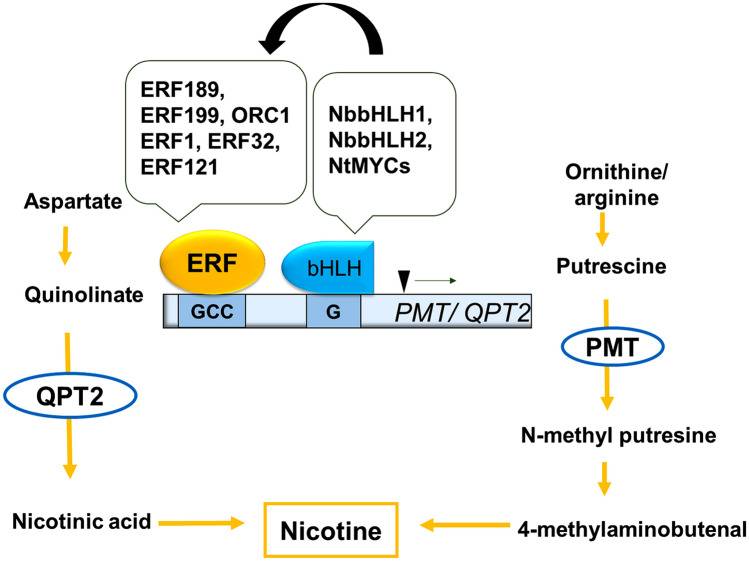 ERF189,
ERF199, ORC1
ERF1, ERF32,
ERF121
NbbHLH1,
NbbHLH2,
NtMYCs
Aspartate
Quinolinate
QPT2
Nicotinic acid
ERF
bHLH
GCC
G
PMT/ QPT2
Ornithine/
arginine
Putrescine
PMT
N-methyl putresine
4-methylaminobutenal
Nicotine